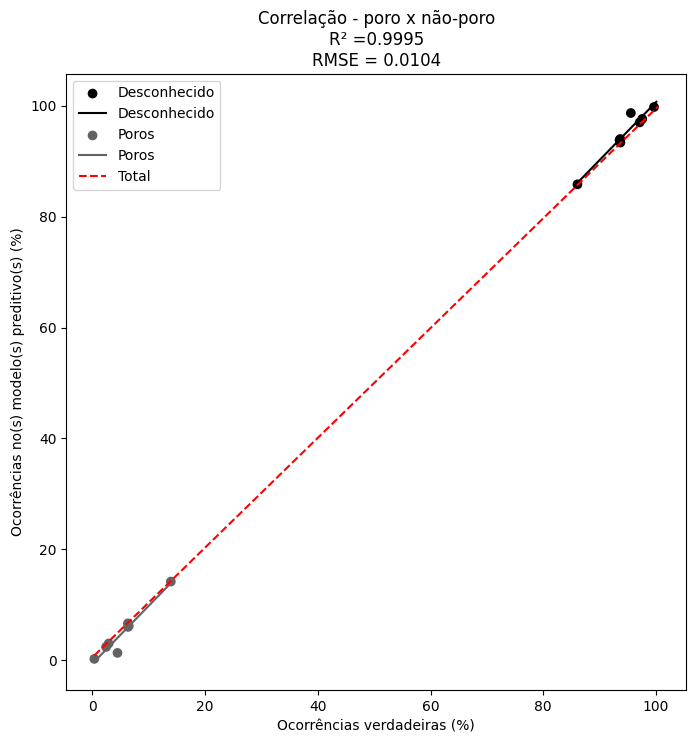 Correlação - poro x não-poro
R² =0.9995
RMSE = 0.0104
Desconhecido
Desconhecido
Poros
Poros
Total
100
80
60
40
20
0
Ocorrências no(s) modelo(s) preditivo(s) (%)
0 20 40 60 80 100
Ocorrências verdadeiras (%)